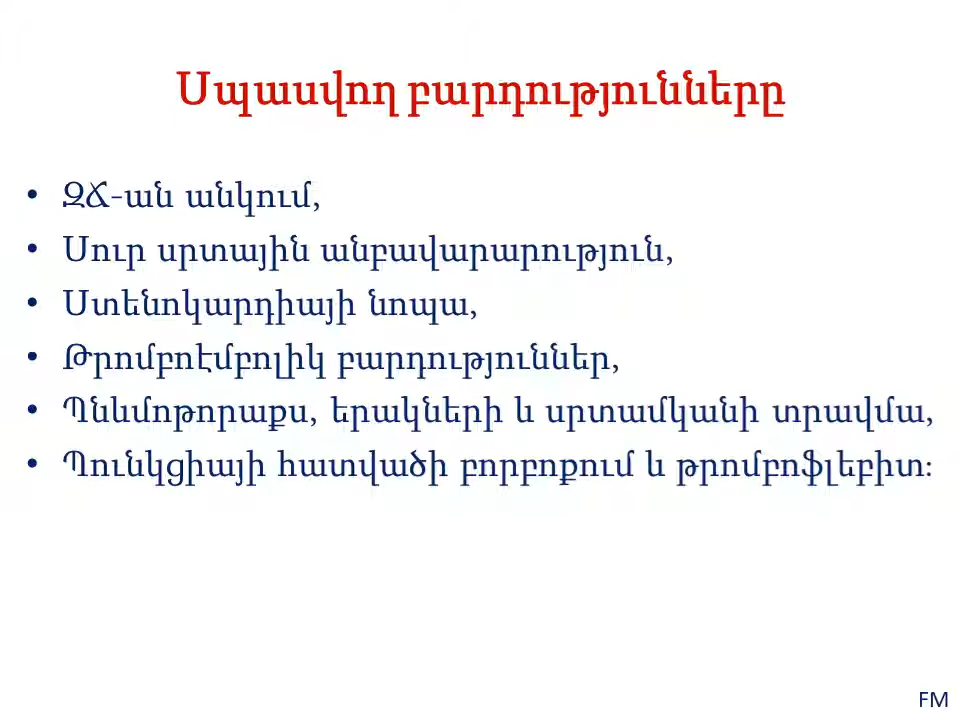 Սպասվող բարդությունները
• ԶՃ-ան անկում,
• Սուր սրտային անբավարարություն,
• Ստենոկարդիայի նոպա,
• Թրոմբոէմբոլիկ բարդություններ,
• Պնևմոթորաքս, երակների և սրտամկանի տրավմա,
• Պունկցիայի հատվածի բորբոքում և թրոմբոֆլեբիտ։
FM